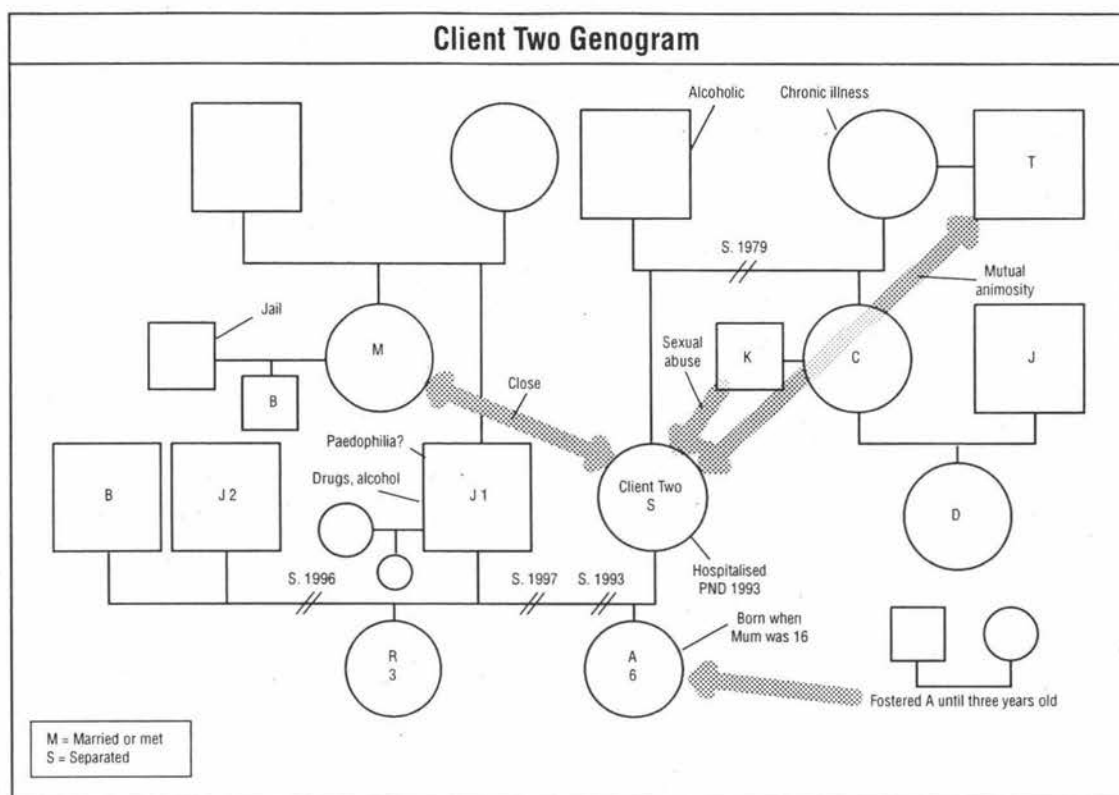 Client Two Genogram
Alcoholic
Chronic illness
T
S. 1979
Mutual
animosity
Jail
M
Sexual
abuse
K
C
J
B
Close
Paedophilia?
Drugs, alcohol
B
J 2
J 1
Client Two
S
D
Hospitalised
PND 1993
S. 1996
S. 1997
S. 1993
Born when
Mum was 16
R
3
A
6
Fostered A until three years old
M = Married or met
S = Separated